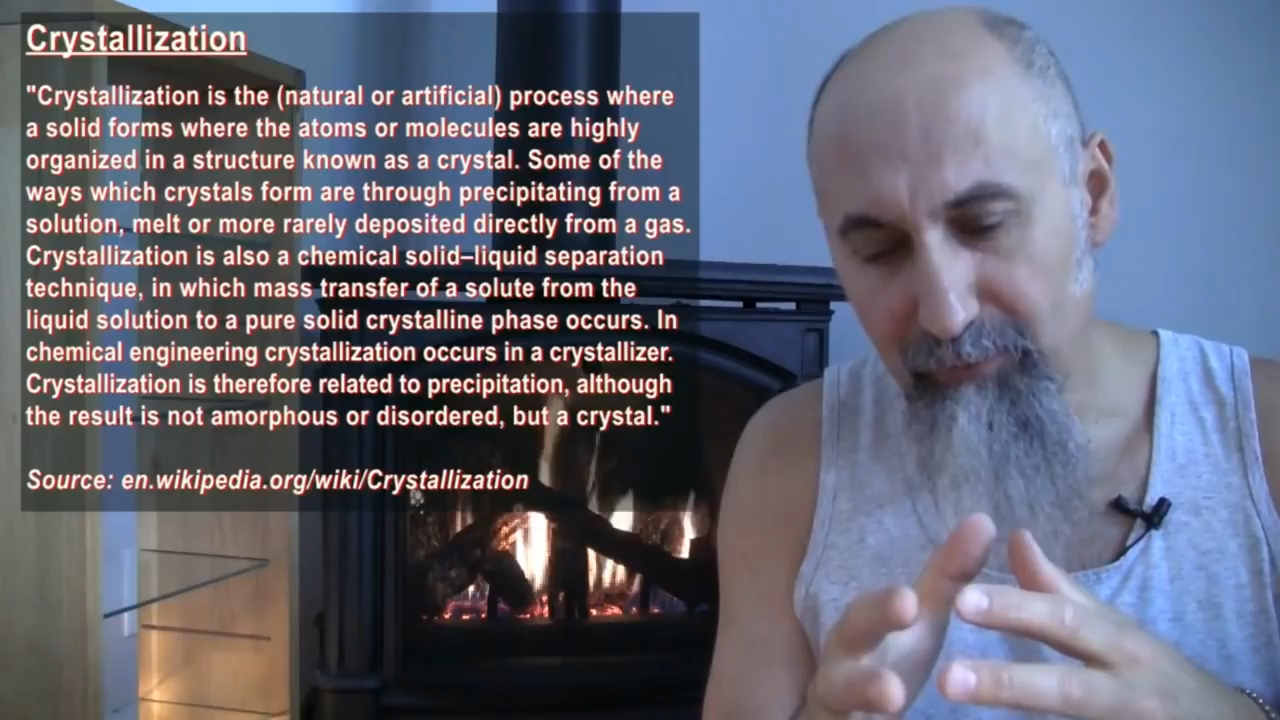 Crystallization
"Crystallization is the (natural or artificial) process where
a solid forms where the atoms or molecules are highly
organized in a structure known as a crystal. Some of the
ways which crystals form are through precipitating from a
solution, melt or more rarely deposited directly from a gas.
Crystallization is also a chemical solid–liquid separation
technique, in which mass transfer of a solute from the
liquid solution to a pure solid crystalline phase occurs. In
chemical engineering crystallization occurs in a crystallizer.
Crystallization is therefore related to precipitation, although
the result is not amorphous or disordered, but a crystal."
Source: en.wikipedia.org/wiki/Crystallization